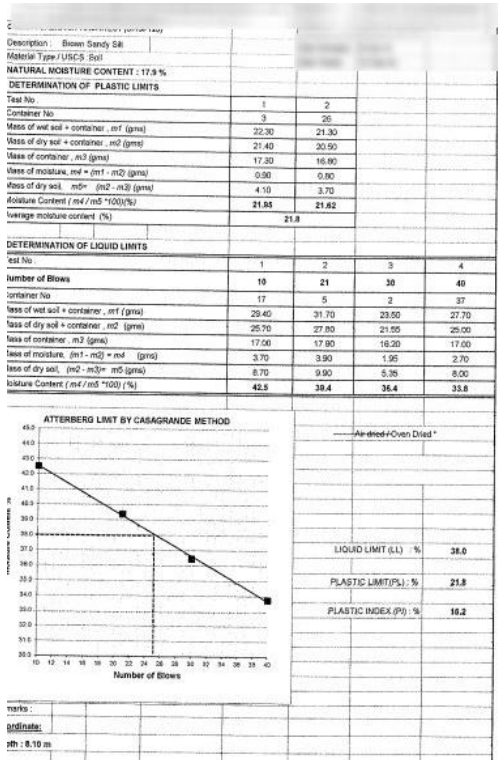 Description : Brown Sandy Silt
Material Type / USCS :Soil
NATURAL MOISTURE CONTENT : 17.9 %
DETERMINATION OF PLASTIC LIMITS
Test No 1 2
Container No 3 26
Mass of wet soil + container , m1 (gms) 22.30 21.30
Mass of dry soil + container , m2 (gms) 21.40 20.50
Mass of container , m3 (gms) 17.30 16.80
Mass of moisture, m4 = (m1 - m2) (gms) 0.90 0.80
Mass of dry soil, m5= (m2 - m3) (gms) 4.10 3.70
Moisture Content ( m4 / m5 *100)(%) 21.95 21.62
Average moisture content (%) 21.8
DETERMINATION OF LIQUID LIMITS
Test No . 1 2 3 4
umber of Blows 10 21 30 40
ontainer No 17 5 2 37
ass of wet soil + container , m1 (gms) 29.40 31.70 23.50 27.70
ass of dry soil + container , m2 (gms) 25.70 27.80 21.55 25.00
ass of container , m3 (gms) 17.00 17.90 16.20 17.00
ass of moisture, (m1 - m2) = m4 (gms) 3.70 3.90 1.95 2.70
ass of dry soil, (m2 - m3)= m5 (gms) 8.70 9.90 5.35 8.00
oisture Content ( m4 / m5 *100) (%) 42.5 39.4 36.4 33.8
ATTERBERG LIMIT BY CASAGRANDE METHOD
Air dried / Oven Dried *
45.0
44.0
43.0
42.0
41.0
40.0
39.0
38.0
37.0
36.0
35.0
34.0
33.0
32.0
31.0
30.0
10 12 14 16 18 20 22 24 26 28 30 32 34 36 38 40
Number of Blows
LIQUID LIMIT (LL) : % 38.0
PLASTIC LIMIT(PL) : % 21.8
PLASTIC INDEX (PI) : % 16.2
marks :
ordinate:
pth : 8.10 m